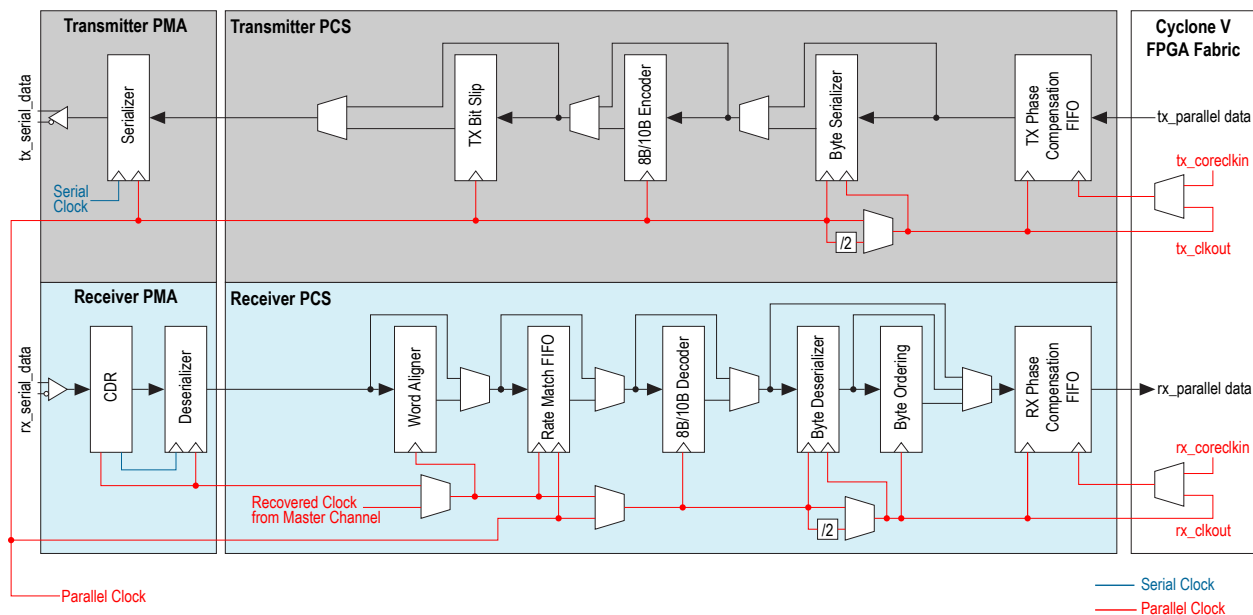 Transmitter PMA
Transmitter PCS
Cyclone V
FPGA Fabric
tx_serial_data
Serializer
TX Bit Slip
8B/10B Encoder
Byte Serializer
TX Phase
Compensation
FIFO
tx_parallel data
tx_coreclkin
Serial
Clock
/2
tx_clkout
Receiver PMA
Receiver PCS
rx_serial_data
CDR
Deserializer
Word Aligner
Rate Match FIFO
8B/10B Decoder
Byte Deserializer
Byte Ordering
RX Phase
Compensation
FIFO
rx_parallel data
rx_coreclkin
Recovered Clock
from Master Channel
/2
rx_clkout
Parallel Clock
Serial Clock
Parallel Clock